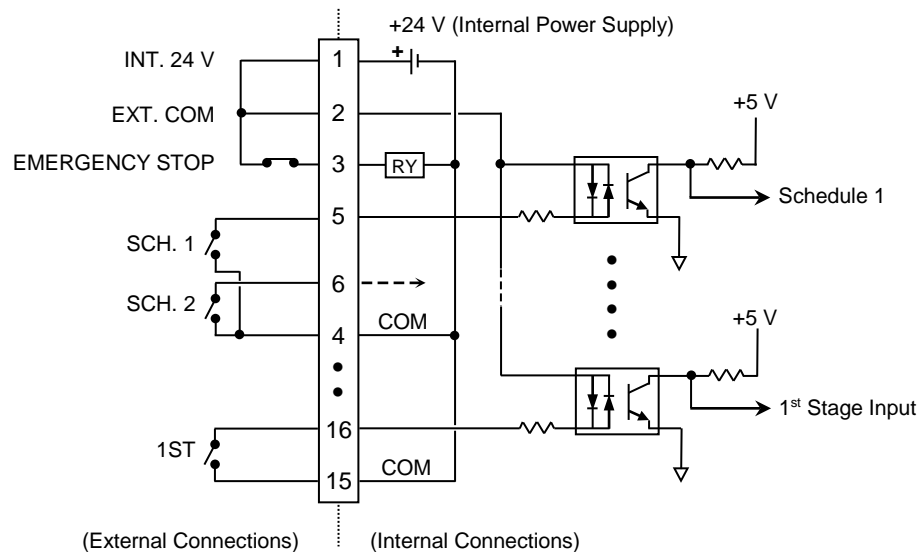 +24 V (Internal Power Supply)
INT. 24 V
1
+
+5 V
EXT. COM
2
EMERGENCY STOP
3
RY
Schedule 1
5
SCH. 1
6
SCH. 2
+5 V
4
COM
16
1st Stage Input
1ST
15
COM
(External Connections)
(Internal Connections)